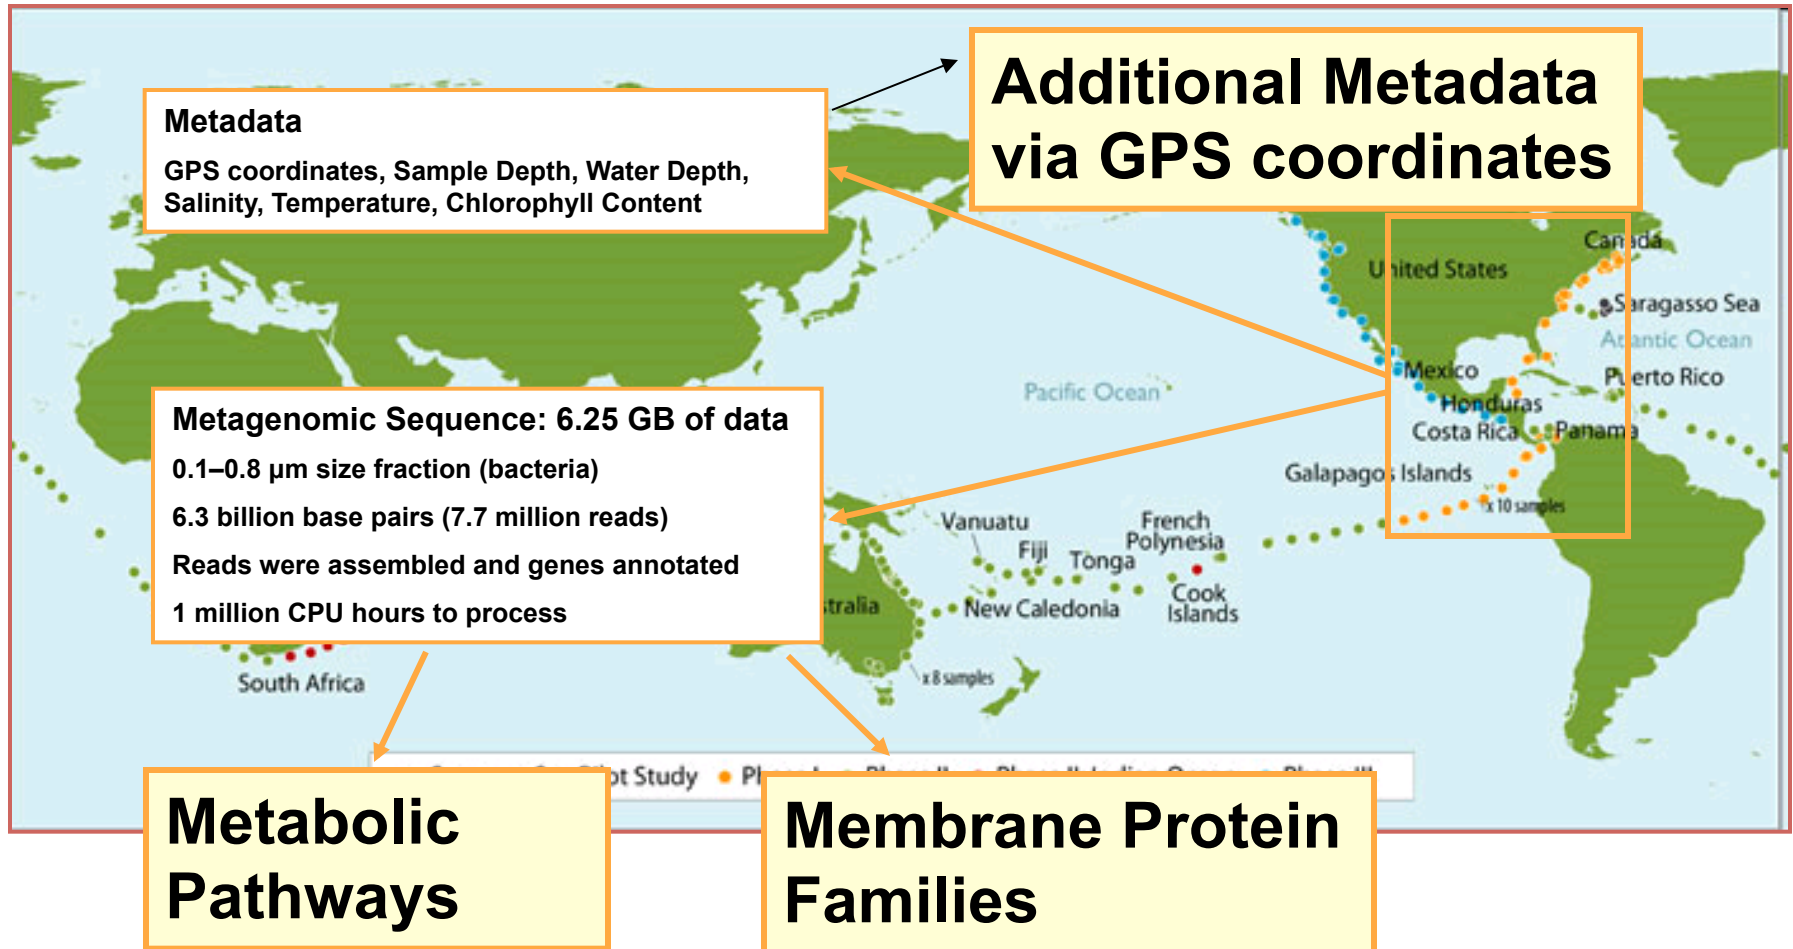 Additional Metadata
via GPS coordinates
Metadata
GPS coordinates, Sample Depth, Water Depth,
Salinity, Temperature, Chlorophyll Content
Canada
United States
Saragasso Sea
Atlantic Ocean
Mexico
Puerto Rico
Pacific Ocean
Honduras
Costa Rica
Panama
Galapagos Islands
x 10 samples
Metagenomic Sequence: 6.25 GB of data
0.1–0.8 µm size fraction (bacteria)
6.3 billion base pairs (7.7 million reads)
Reads were assembled and genes annotated
1 million CPU hours to process
Vanuatu
Fiji
Tonga
French
Polynesia
Cook
Islands
New Caledonia
stralia
x 8 samples
South Africa
ot Study
Metabolic
Pathways
Membrane Protein
Families